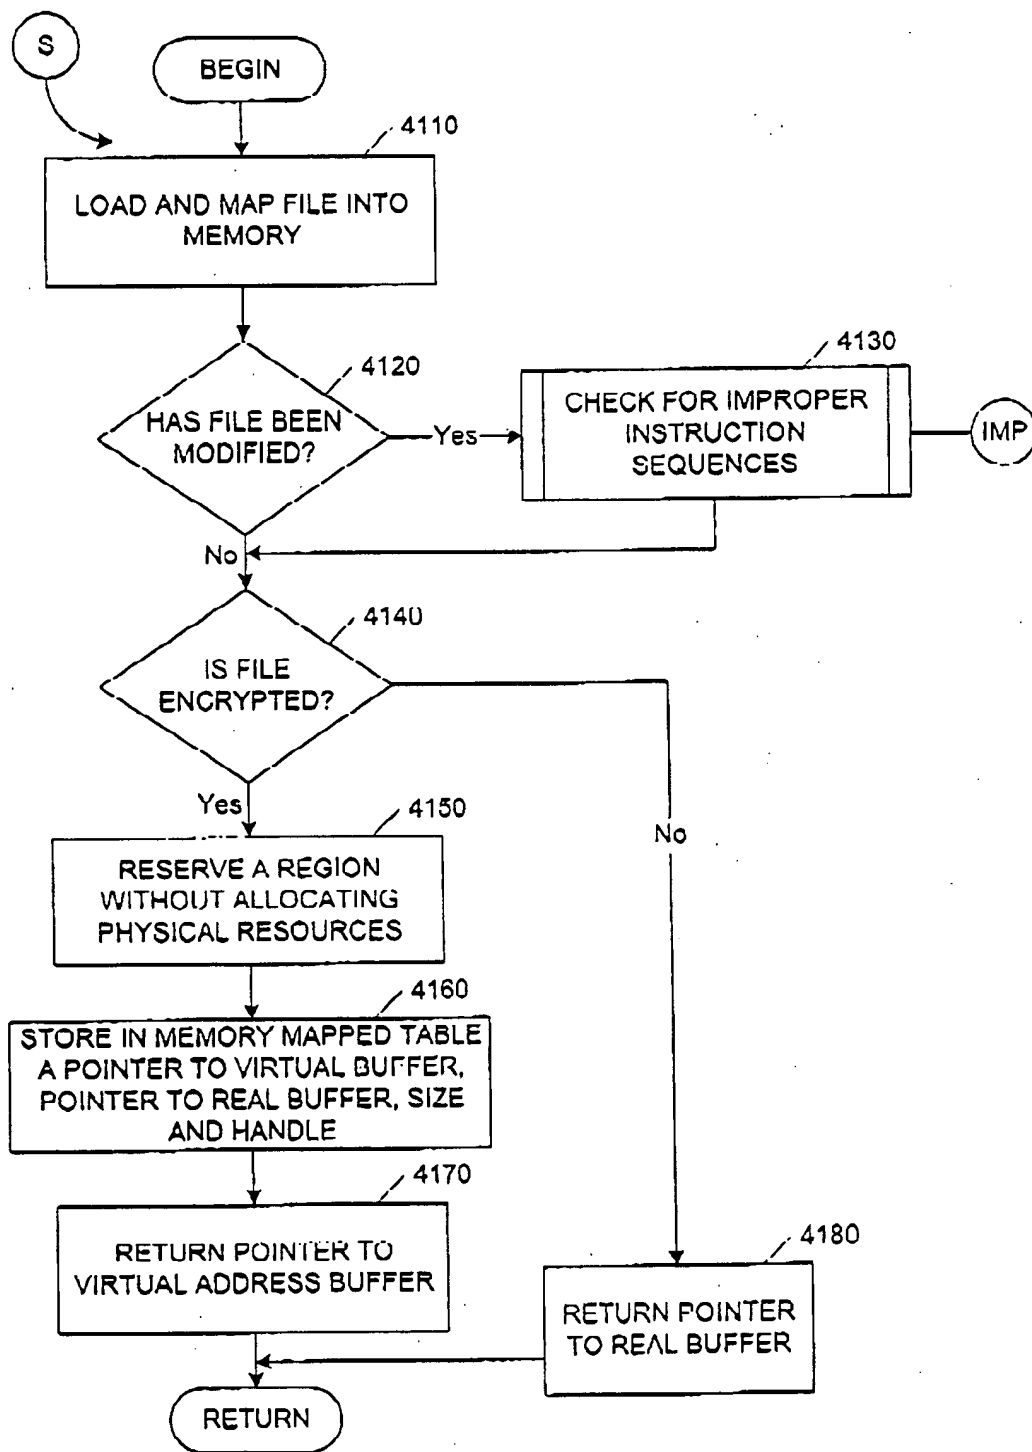 S
BEGIN
4110
LOAD AND MAP FILE INTO
MEMORY
4120
HAS FILE BEEN
MODIFIED?
Yes
4130
CHECK FOR IMPROPER
INSTRUCTION
SEQUENCES
IMP
No
4140
IS FILE
ENCRYPTED?
Yes
No
4150
RESERVE A REGION
WITHOUT ALLOCATING
PHYSICAL RESOURCES
4160
STORE IN MEMORY MAPPED TABLE
A POINTER TO VIRTUAL BUFFER,
POINTER TO REAL BUFFER, SIZE
AND HANDLE
4170
RETURN POINTER TO
VIRTUAL ADDRESS BUFFER
4180
RETURN POINTER
TO REAL BUFFER
RETURN